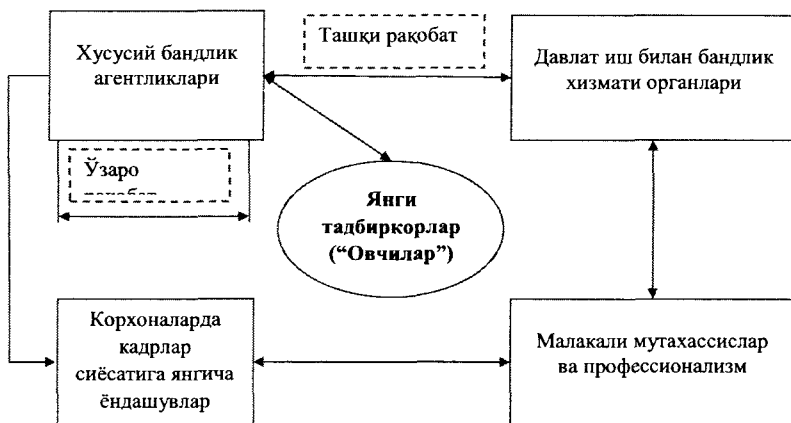 Хусусий бандлик
агентликлари
Ташқи рақобат
Давлат иш билан бандлик
хизмати органлари
Ўзаро
Янги
тадбиркорлар
(“Овчилар”)
Корхоналарда
кадрлар
сиёсатига янгича
ёндашувлар
Малакали мутахассислар
ва профессионализм